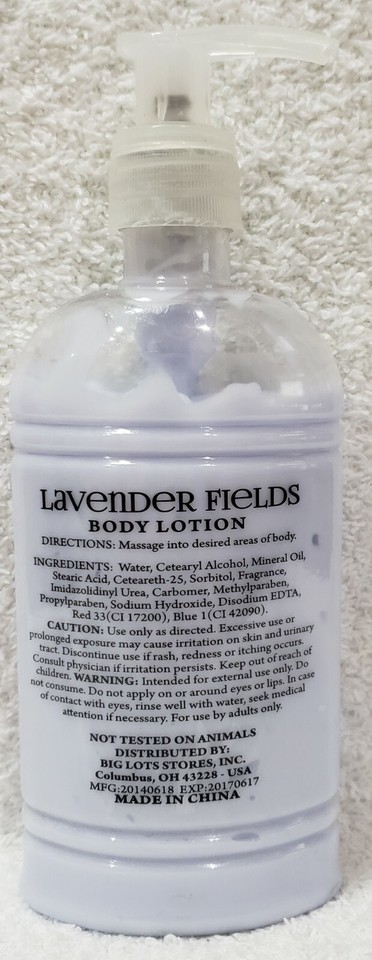 LaVENDER FIELDS
BODY LOTION
DIRECTIONS: Massage into desired areas of body.
INGREDIENTS: Water, Cetearyl Alcohol, Mineral Oil,
Stearic Acid, Ceteareth-25, Sorbitol, Fragrance,
Imidazolidinyl Urea, Carbomer, Methylparaben,
Propylparaben, Sodium Hydroxide, Disodium EDTA,
Red 33(CI 17200), Blue 1(CI 42090).
CAUTION: Use only as directed. Excessive use or
prolonged exposure may cause irritation on skin and urinary
tract. Discontinue use if rash, redness or itching occurs.
Consult physician if irritation persists. Keep out of reach of
children. WARNING: Intended for external use only. Do
not consume. Do not apply on or around eyes or lips. In case
of contact with eyes, rinse well with water, seek medical
attention if necessary. For use by adults only.
NOT TESTED ON ANIMALS
DISTRIBUTED BY:
BIG LOTS STORES, INC.
Columbus, OH 43228 - USA
MFG:20140618 EXP:20170617
MADE IN CHINA